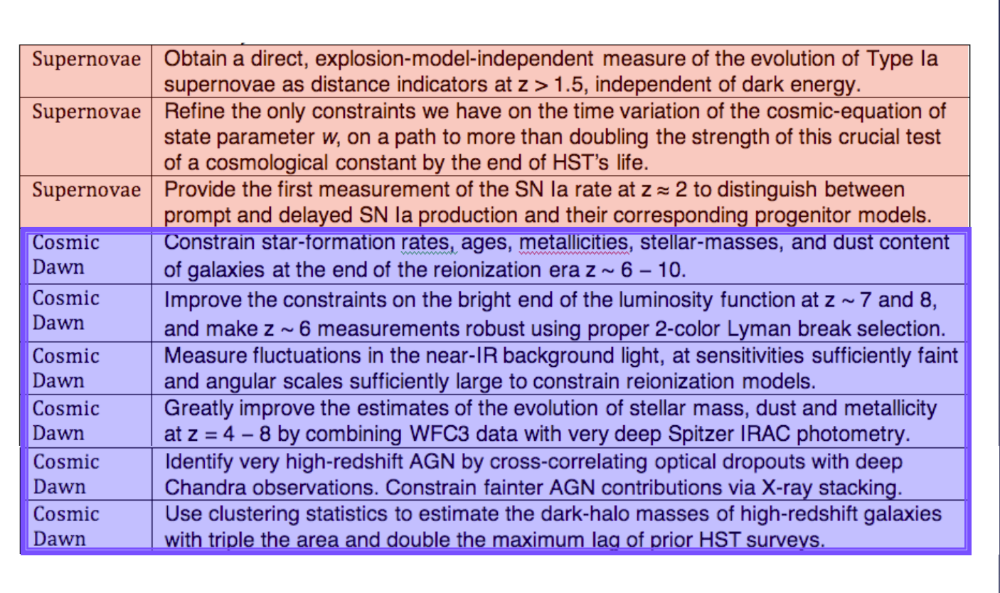 Supernovae Obtain a direct, explosion-model-independent measure of the evolution of Type Ia
supernovae as distance indicators at z > 1.5, independent of dark energy.
Supernovae Refine the only constraints we have on the time variation of the cosmic-equation of
state parameter w, on a path to more than doubling the strength of this crucial test
of a cosmological constant by the end of HST's life.
Supernovae Provide the first measurement of the SN Ia rate at z ≈ 2 to distinguish between
prompt and delayed SN Ia production and their corresponding progenitor models.
Cosmic Constrain star-formation rates, ages, metallicities, stellar-masses, and dust content
Dawn of galaxies at the end of the reionization era z ~ 6 – 10.
Cosmic Improve the constraints on the bright end of the luminosity function at z ~ 7 and 8,
Dawn and make z ~ 6 measurements robust using proper 2-color Lyman break selection.
Cosmic Measure fluctuations in the near-IR background light, at sensitivities sufficiently faint
Dawn and angular scales sufficiently large to constrain reionization models.
Cosmic Greatly improve the estimates of the evolution of stellar mass, dust and metallicity
Dawn at z = 4 – 8 by combining WFC3 data with very deep Spitzer IRAC photometry.
Cosmic Identify very high-redshift AGN by cross-correlating optical dropouts with deep
Dawn Chandra observations. Constrain fainter AGN contributions via X-ray stacking.
Cosmic Use clustering statistics to estimate the dark-halo masses of high-redshift galaxies
Dawn with triple the area and double the maximum lag of prior HST surveys.